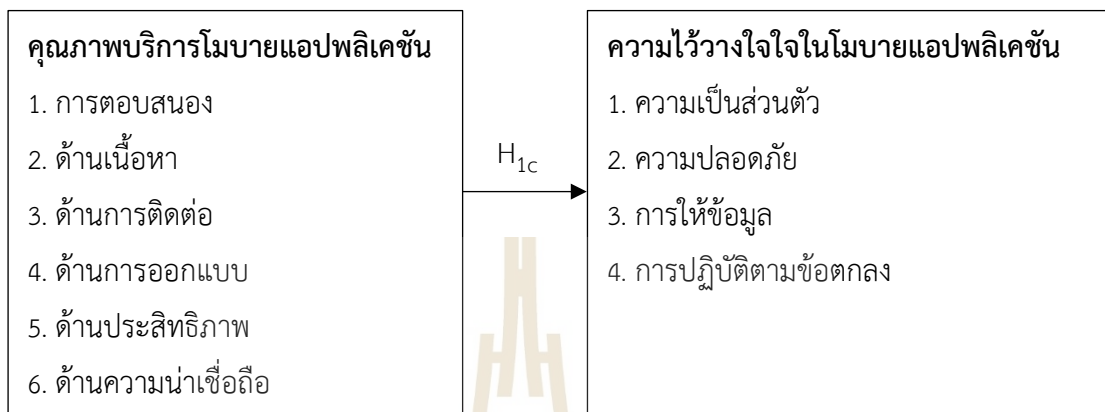 คุณภาพบริการโมบายแอปพลิเคชัน
1. การตอบสนอง
2. ด้านเนื้อหา
3. ด้านการติดต่อ
4. ด้านการออกแบบ
5. ด้านประสิทธิภาพ
6. ด้านความน่าเชื่อถือ
H1c
ความไว้วางใจใจในโมบายแอปพลิเคชัน
1. ความเป็นส่วนตัว
2. ความปลอดภัย
3. การให้ข้อมูล
4. การปฏิบัติตามข้อตกลง